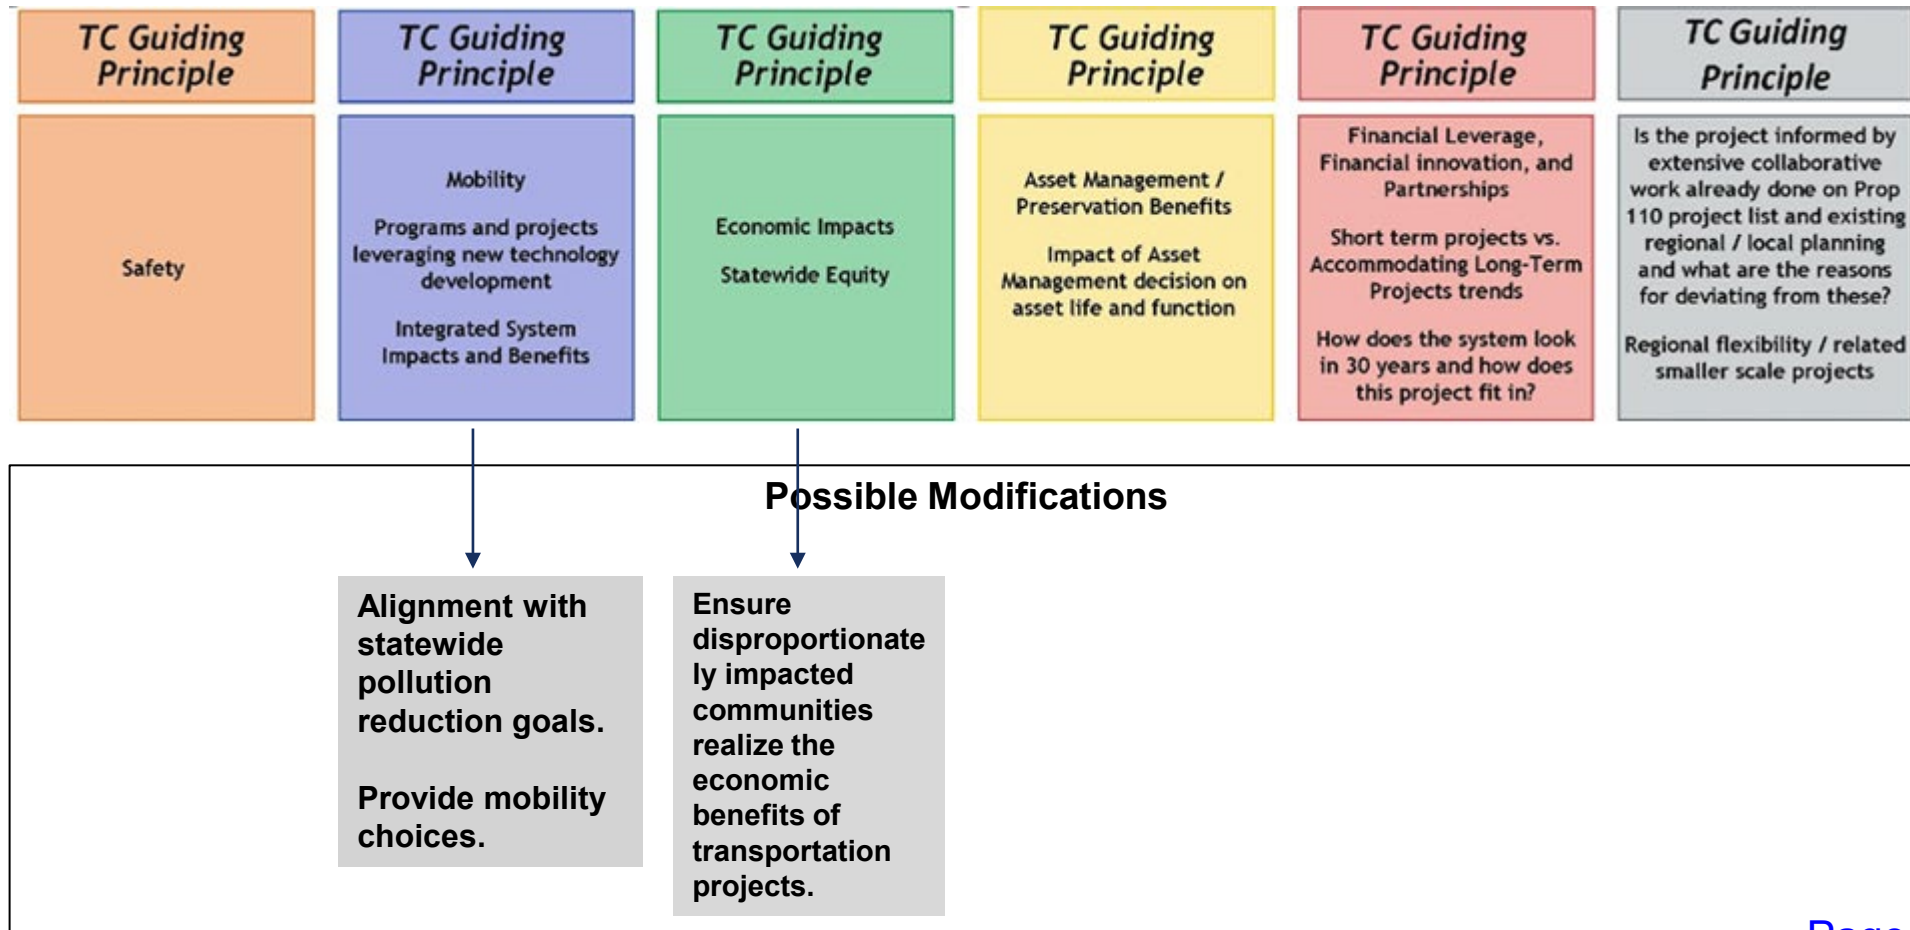 TC Guiding
Principle
TC Guiding
Principle
TC Guiding
Principle
TC Guiding
Principle
TC Guiding
Principle
TC Guiding
Principle
Safety
Mobility
Programs and projects
leveraging new technology
development
Integrated System
Impacts and Benefits
Economic Impacts
Statewide Equity
Asset Management /
Preservation Benefits
Impact of Asset
Management decision on
asset life and function
Financial Leverage,
Financial innovation, and
Partnerships
Short term projects vs.
Accommodating Long-Term
Projects trends
How does the system look
in 30 years and how does
this project fit in?
Is the project informed by
extensive collaborative
work already done on Prop
110 project list and existing
regional / local planning
and what are the reasons
for deviating from these?
Regional flexibility / related
smaller scale projects
Possible Modifications
Alignment with
statewide
pollution
reduction goals.
Provide mobility
choices.
Ensure
disproportionate
ly impacted
communities
realize the
economic
benefits of
transportation
projects.
Page